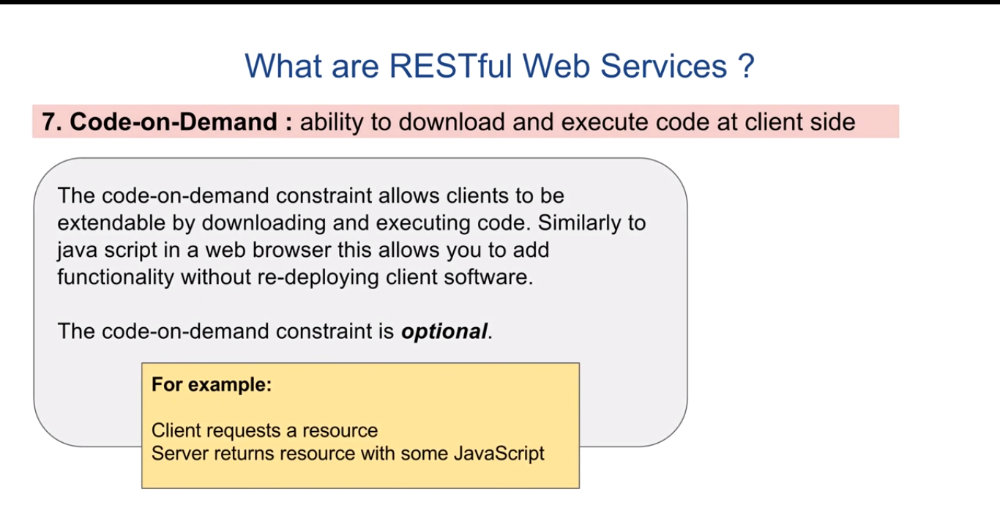 What are RESTful Web Services ?
7. Code-on-Demand : ability to download and execute code at client side
The code-on-demand constraint allows clients to be
extendable by downloading and executing code. Similarly to
java script in a web browser this allows you to add
functionality without re-deploying client software.
The code-on-demand constraint is optional.
For example:
Client requests a resource
Server returns resource with some JavaScript